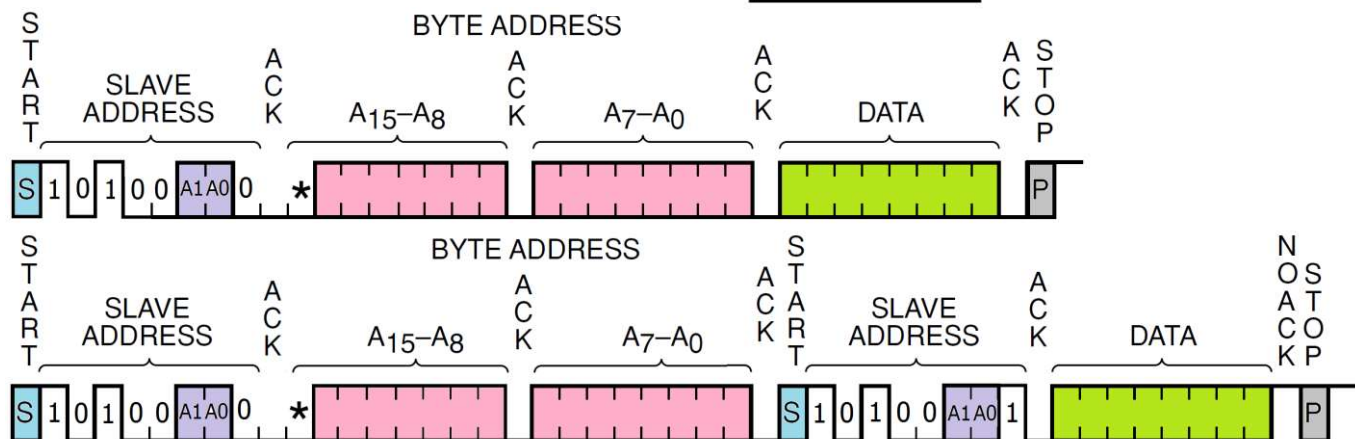 START
BYTE ADDRESS
SLAVE ADDRESS
ACK
A15–A8
ACK
A7–A0
ACK
DATA
ACK
STOP
S 1 0 1 0 0 A1 A0 0 * P
START
BYTE ADDRESS
SLAVE ADDRESS
ACK
A15–A8
ACK
A7–A0
ACK
START
SLAVE ADDRESS
ACK
DATA
NOACK
STOP
S 1 0 1 0 0 A1 A0 0 * S 1 0 1 0 0 A1 A0 1 P